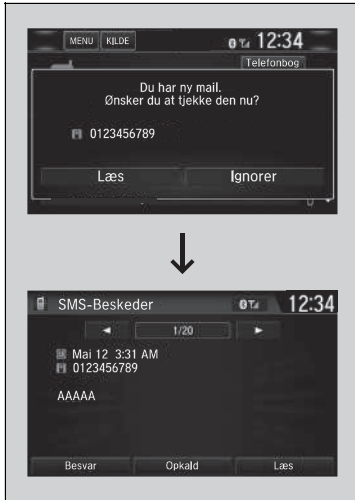 MENU KILDE 12:34
Telefonbog
Du har ny mail.
Ønsker du at tjekke den nu?
0123456789
Læs Ignorer
SMS-Beskeder 12:34
1/20
Mai 12 3:31 AM
0123456789
AAAAA
Besvar Opkald Læs